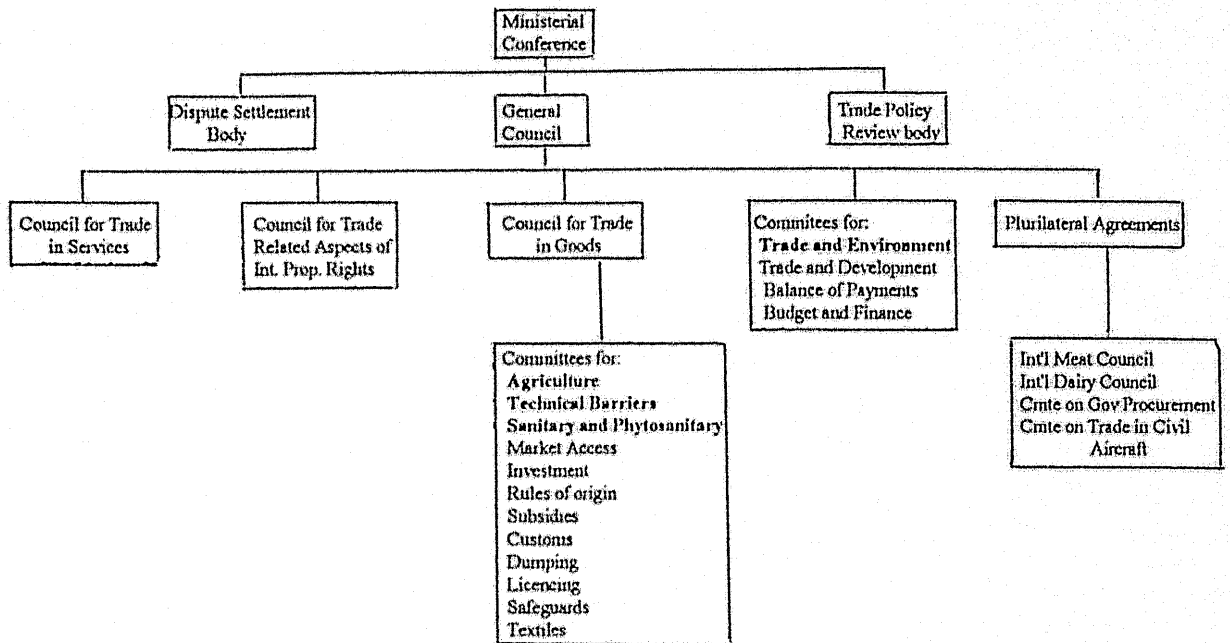 Ministerial
Conference
Dispute Settlement
Body
General
Council
Trade Policy
Review body
Council for Trade
in Services
Council for Trade
Related Aspects of
Int. Prop. Rights
Council for Trade
in Goods
Commitees for:
Trade and Environment
Trade and Development
Balance of Payments
Budget and Finance
Plurilateral Agreements
Committees for:
Agriculture
Technical Barriers
Sanitary and Phytosanitary
Market Access
Investment
Rules of origin
Subsidies
Customs
Dumping
Licencing
Safeguards
Textiles
Int'l Meat Council
Int'l Dairy Council
Cmte on Gov Procurement
Cmte on Trade in Civil
Aircraft